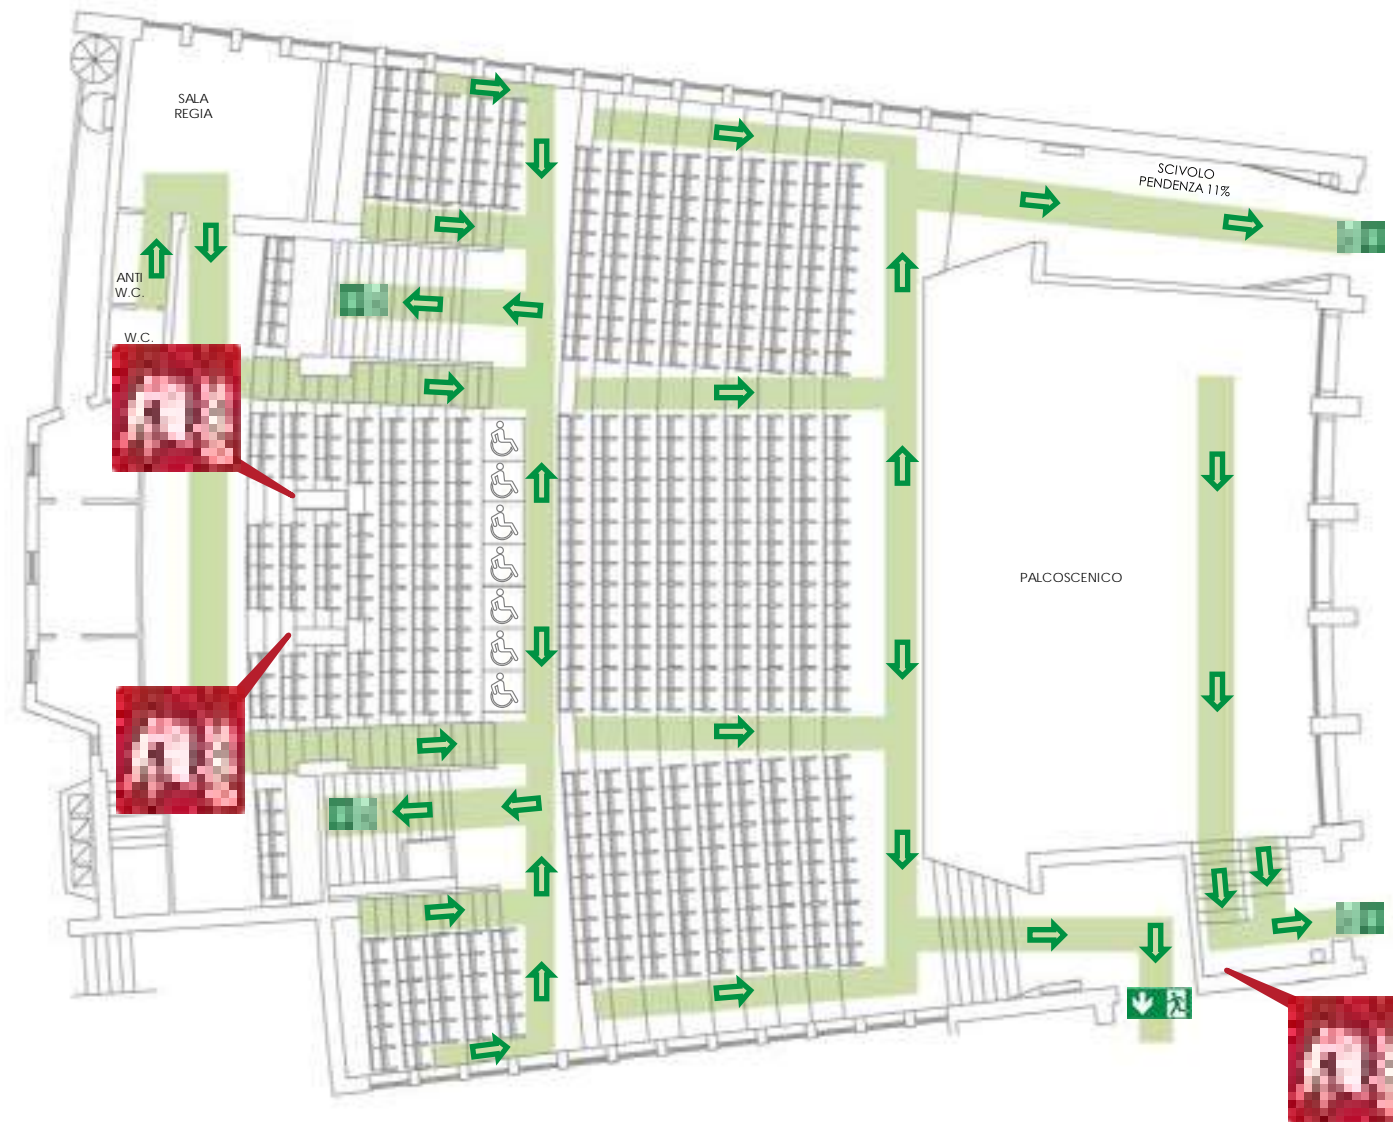 SALA
REGIA
SCIVOLO
PENDENZA 11%
ANTI
W.C.
W.C.
PALCOSCENICO